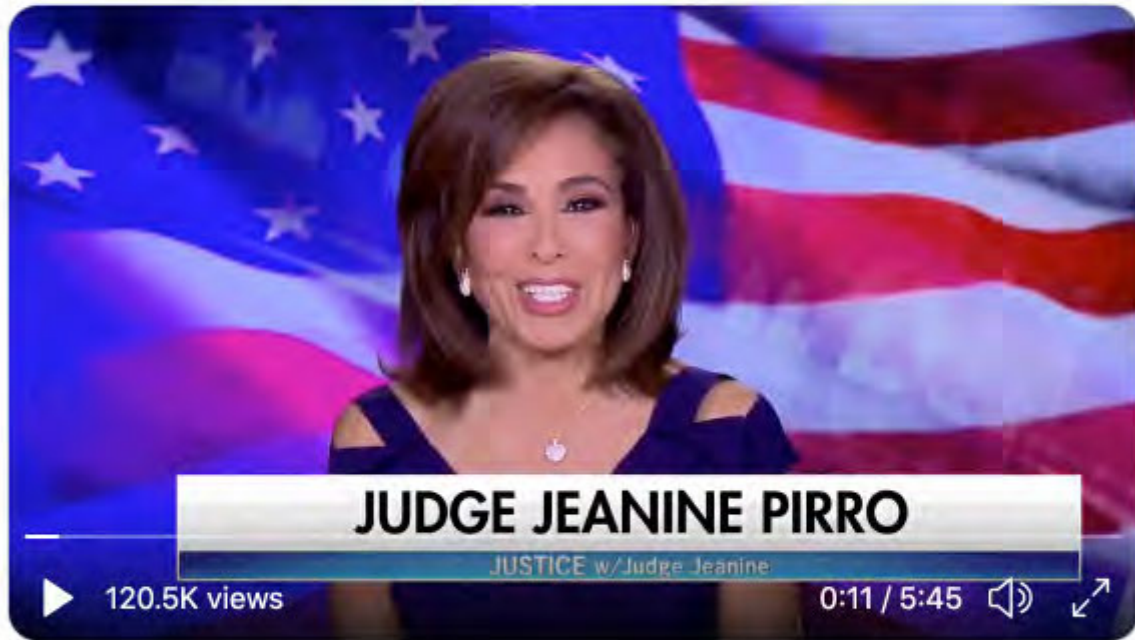 JUDGE JEANINE PIRRO
JUSTICE w/Judge Jeanine
120.5K views
0:11 / 5:45